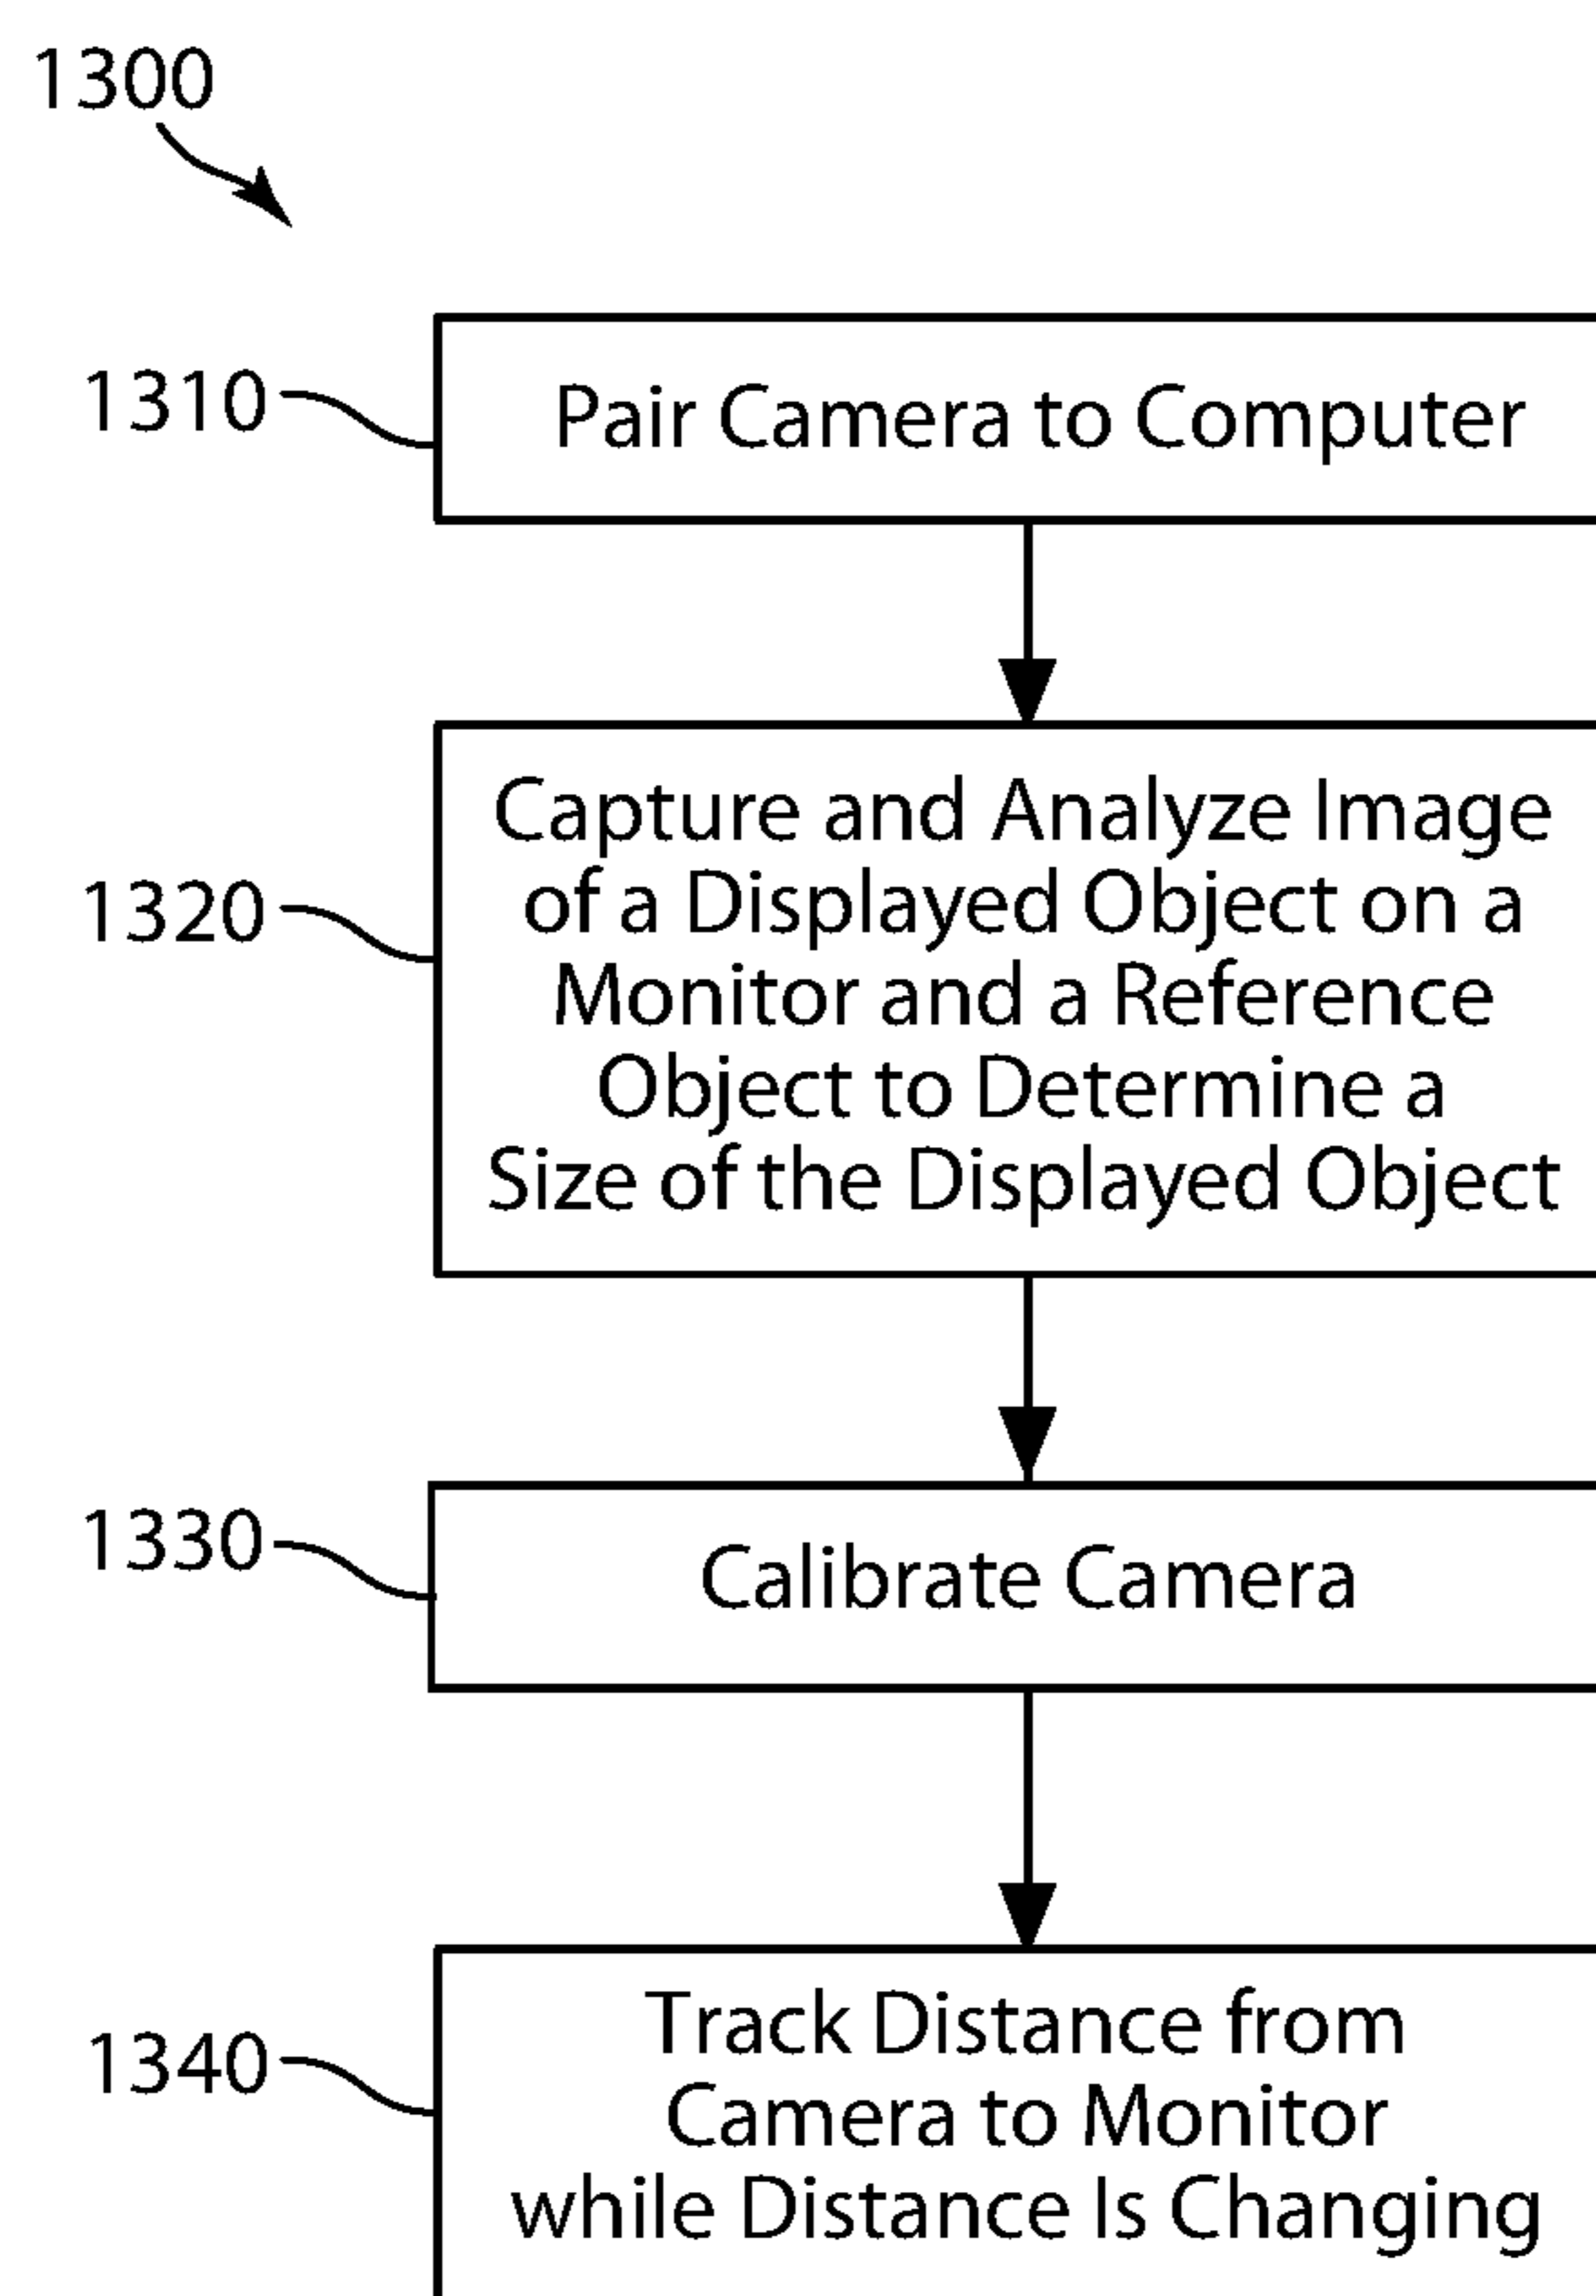 1300
1310
Pair Camera to Computer
Capture and Analyze Image
of a Displayed Object on a
1320
Monitor and a Reference
Object to Determine a
Size of the Displayed Object
1330
Calibrate Camera
Track Distance from
1340
Camera to Monitor
while Distance Is Changing